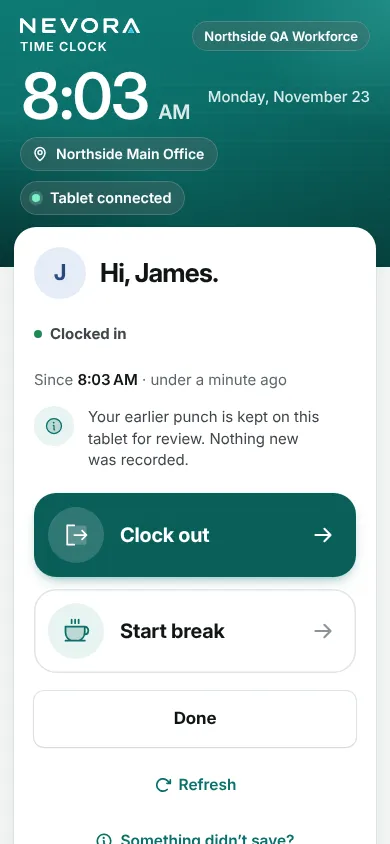 NEVORA
TIME CLOCK
Northside QA Workforce
8:03 AM
Monday, November 23
Northside Main Office
Tablet connected
J
Hi, James.
Clocked in
Since 8:03 AM · under a minute ago
Your earlier punch is kept on this
tablet for review. Nothing new
was recorded.
Clock out
Start break
Done
Refresh
Something didn't save?